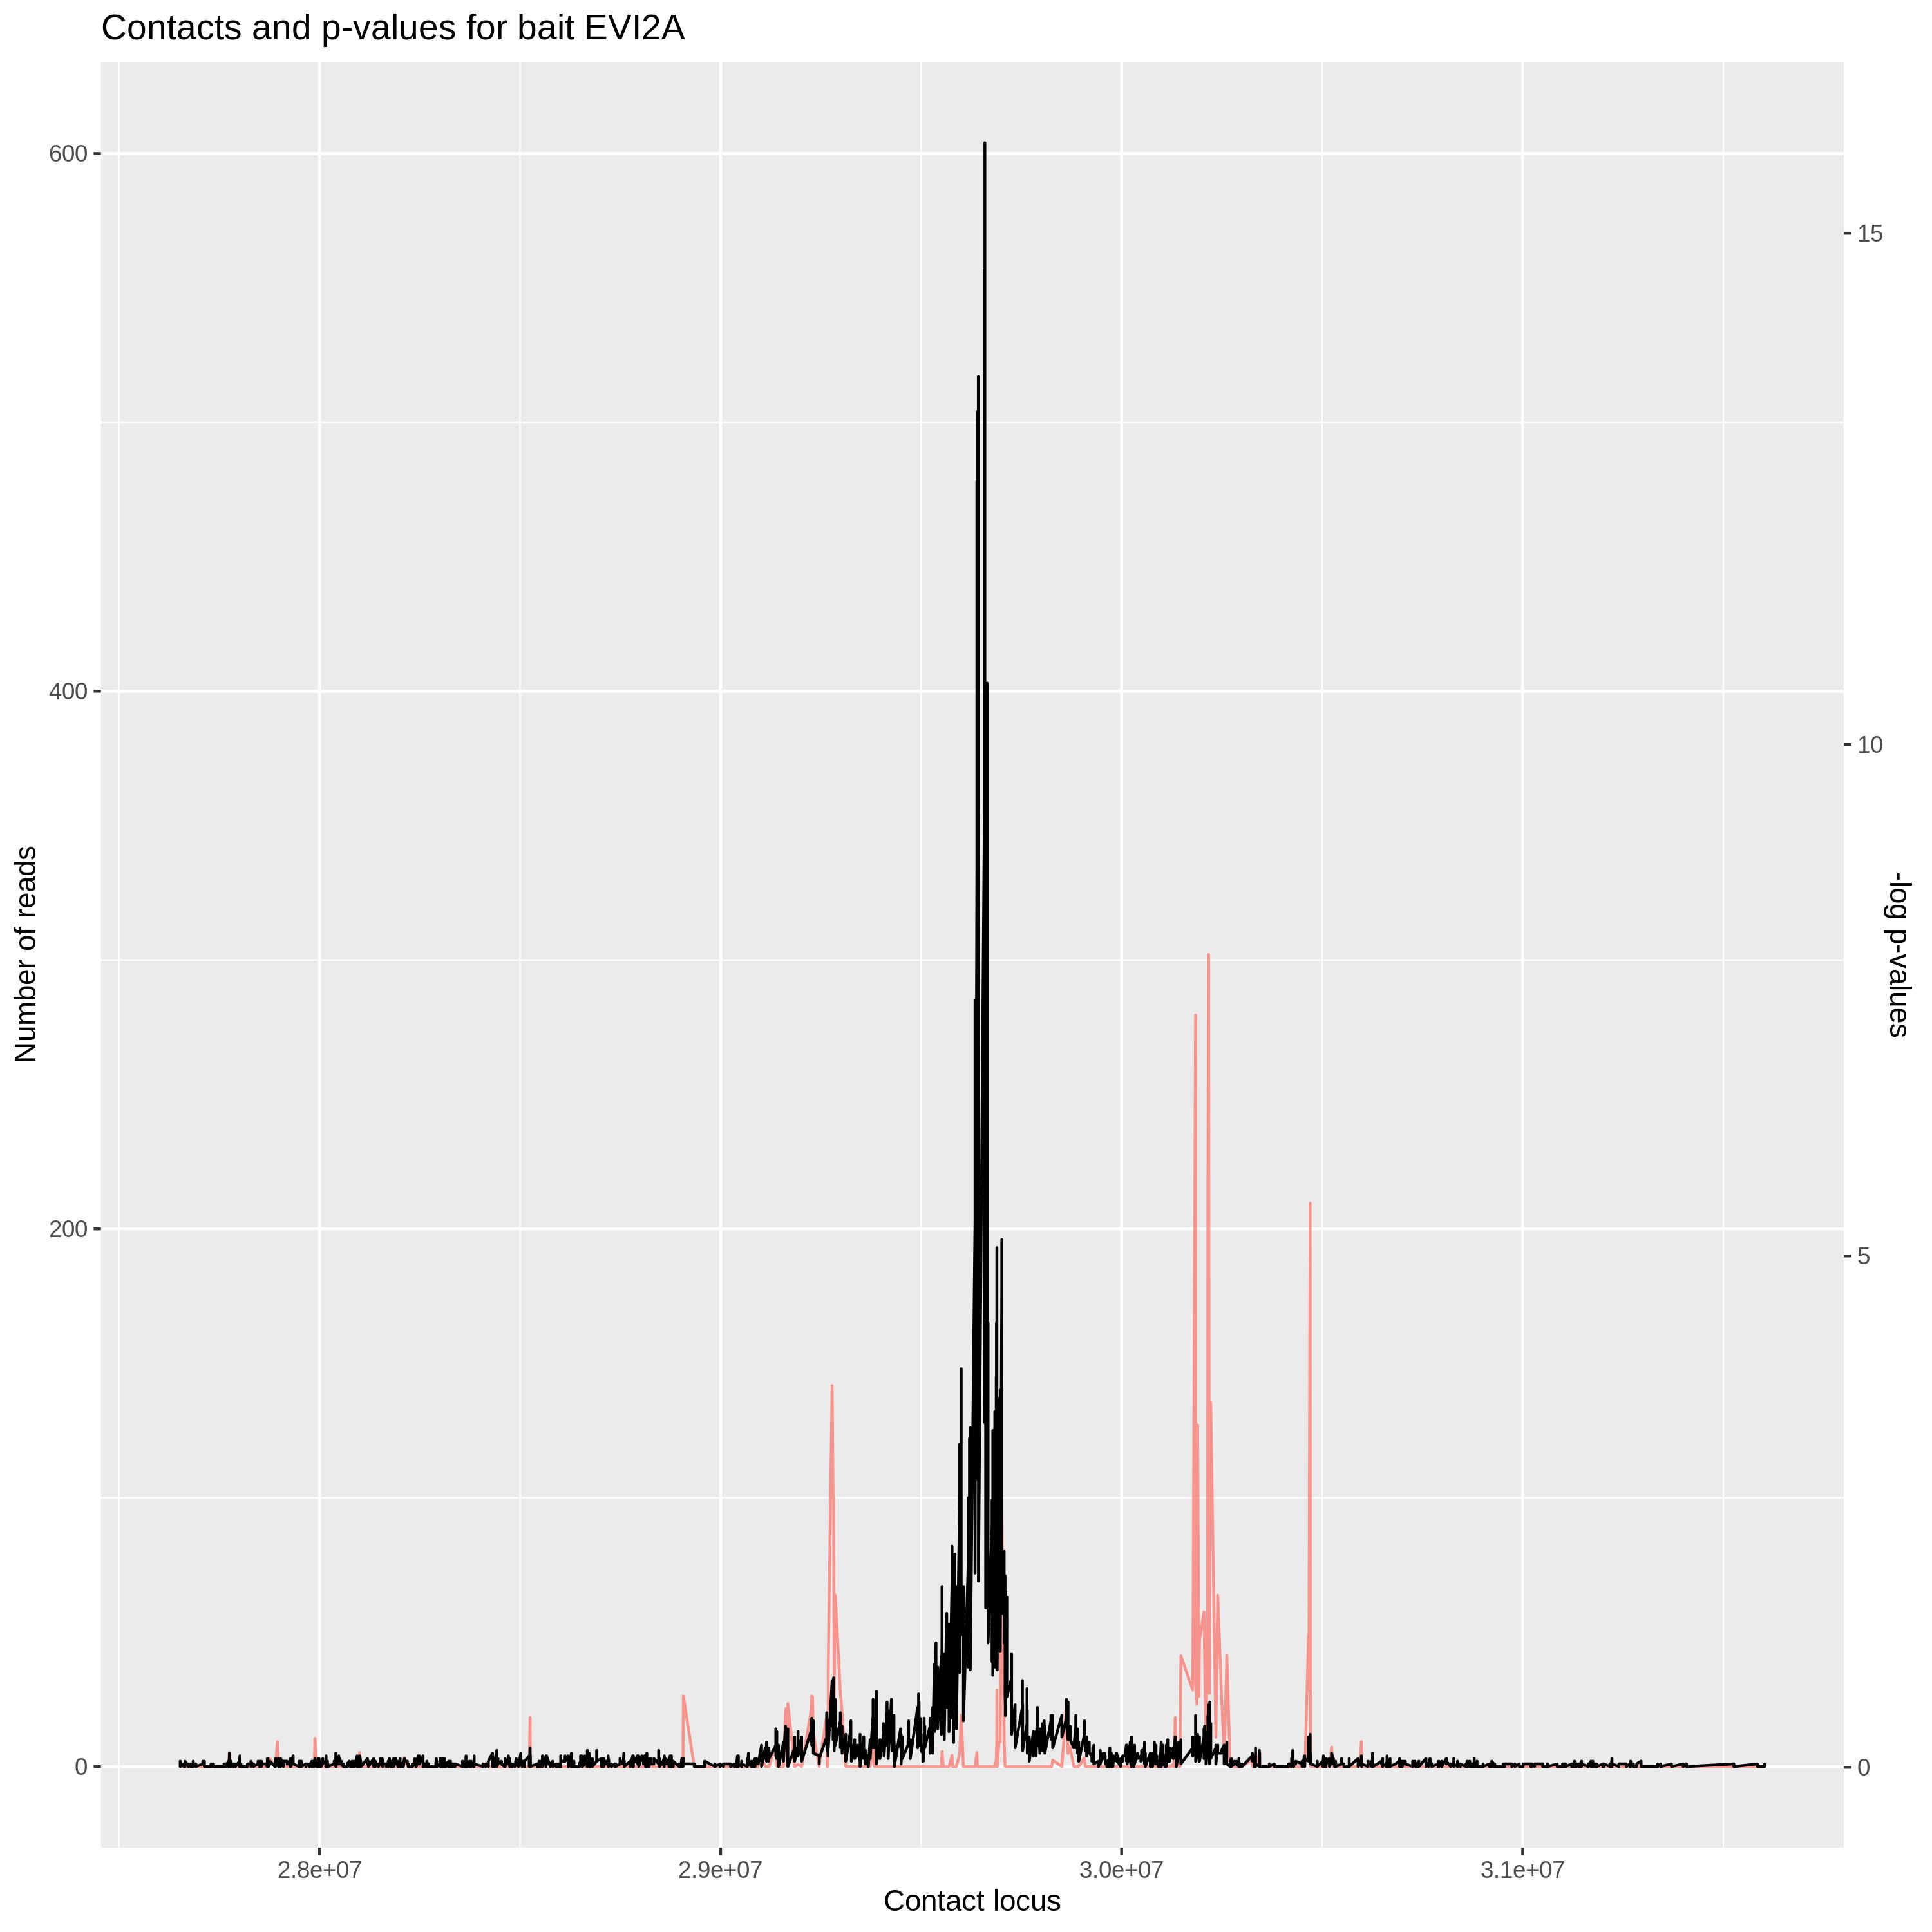 Contacts and p-values for bait EVI2A
600
400
200
0
Number of reads
15
10
5
0
-log p-values
2.8e+07
2.9e+07
3.0e+07
3.1e+07
Contact locus